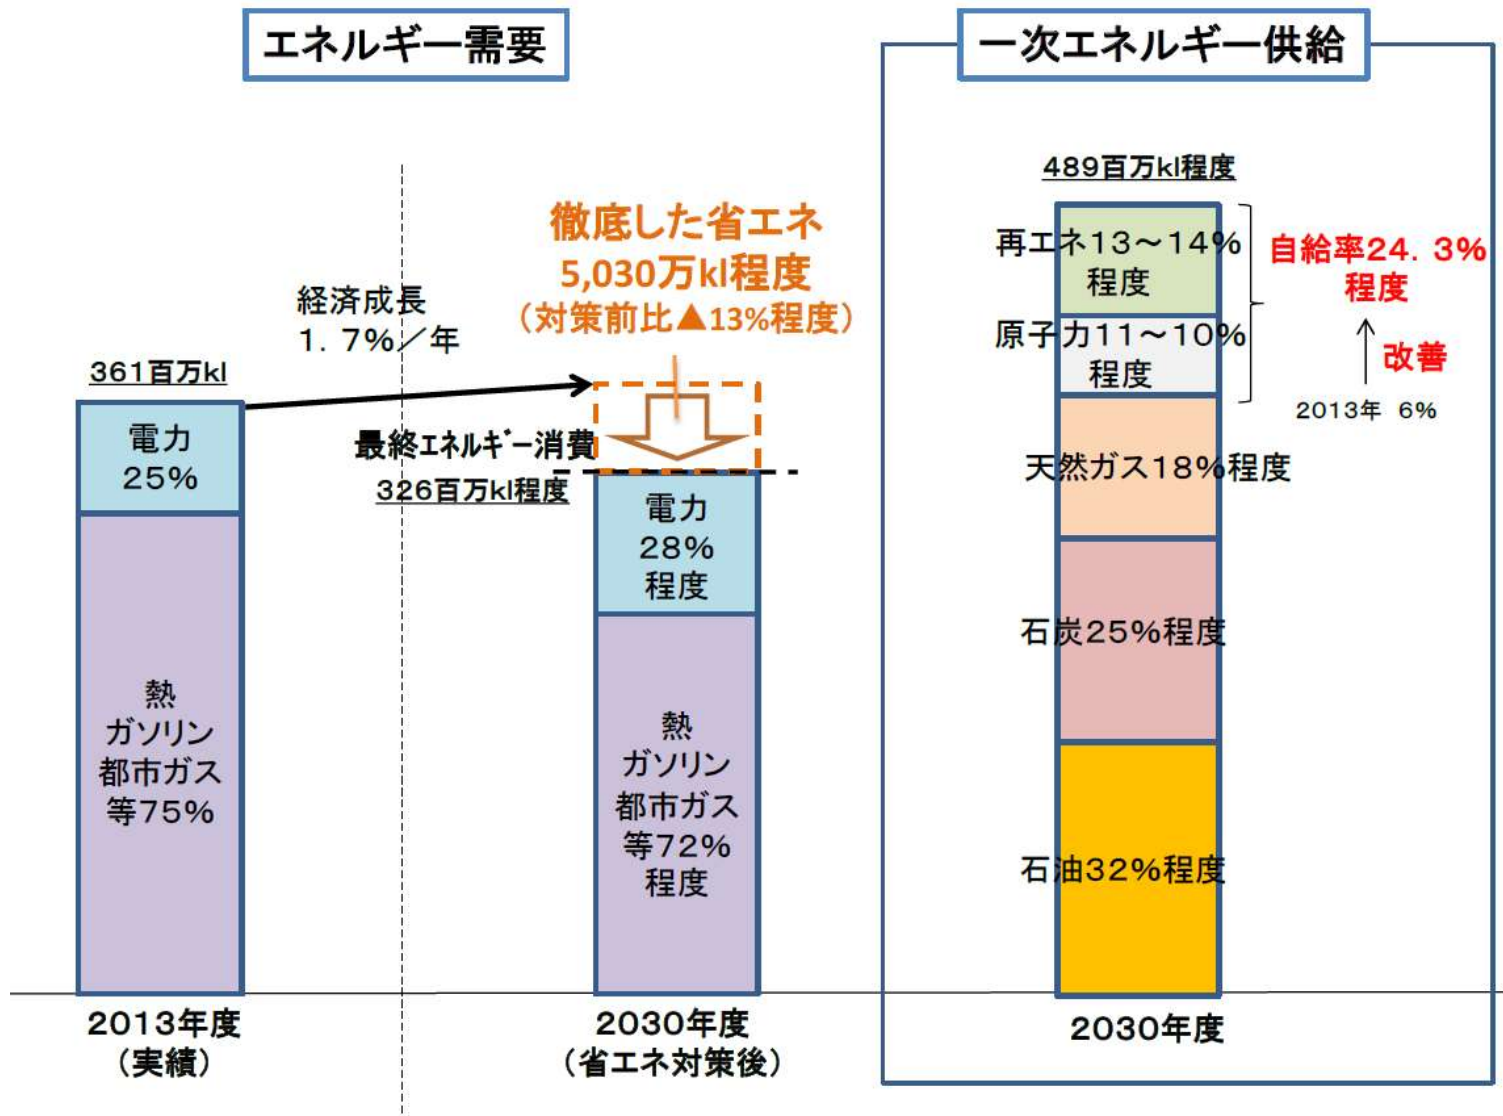 エネルギー需要
一次エネルギー供給
489百万kl程度
徹底した省エネ
5,030万kl程度
（対策前比▲13%程度）
経済成長
1．7%／年
361百万kl
電力
25%
熱
ガソリン
都市ガス
等75%
2013年度
（実績）
最終エネルギー消費
326百万kl程度
電力
28%
程度
熱
ガソリン
都市ガス
等72%
程度
2030年度
（省エネ対策後）
再エネ13～14%
程度
原子力11～10%
程度
天然ガス18%程度
石炭25%程度
石油32%程度
2030年度
自給率24．3%
程度
改善
2013年 6%